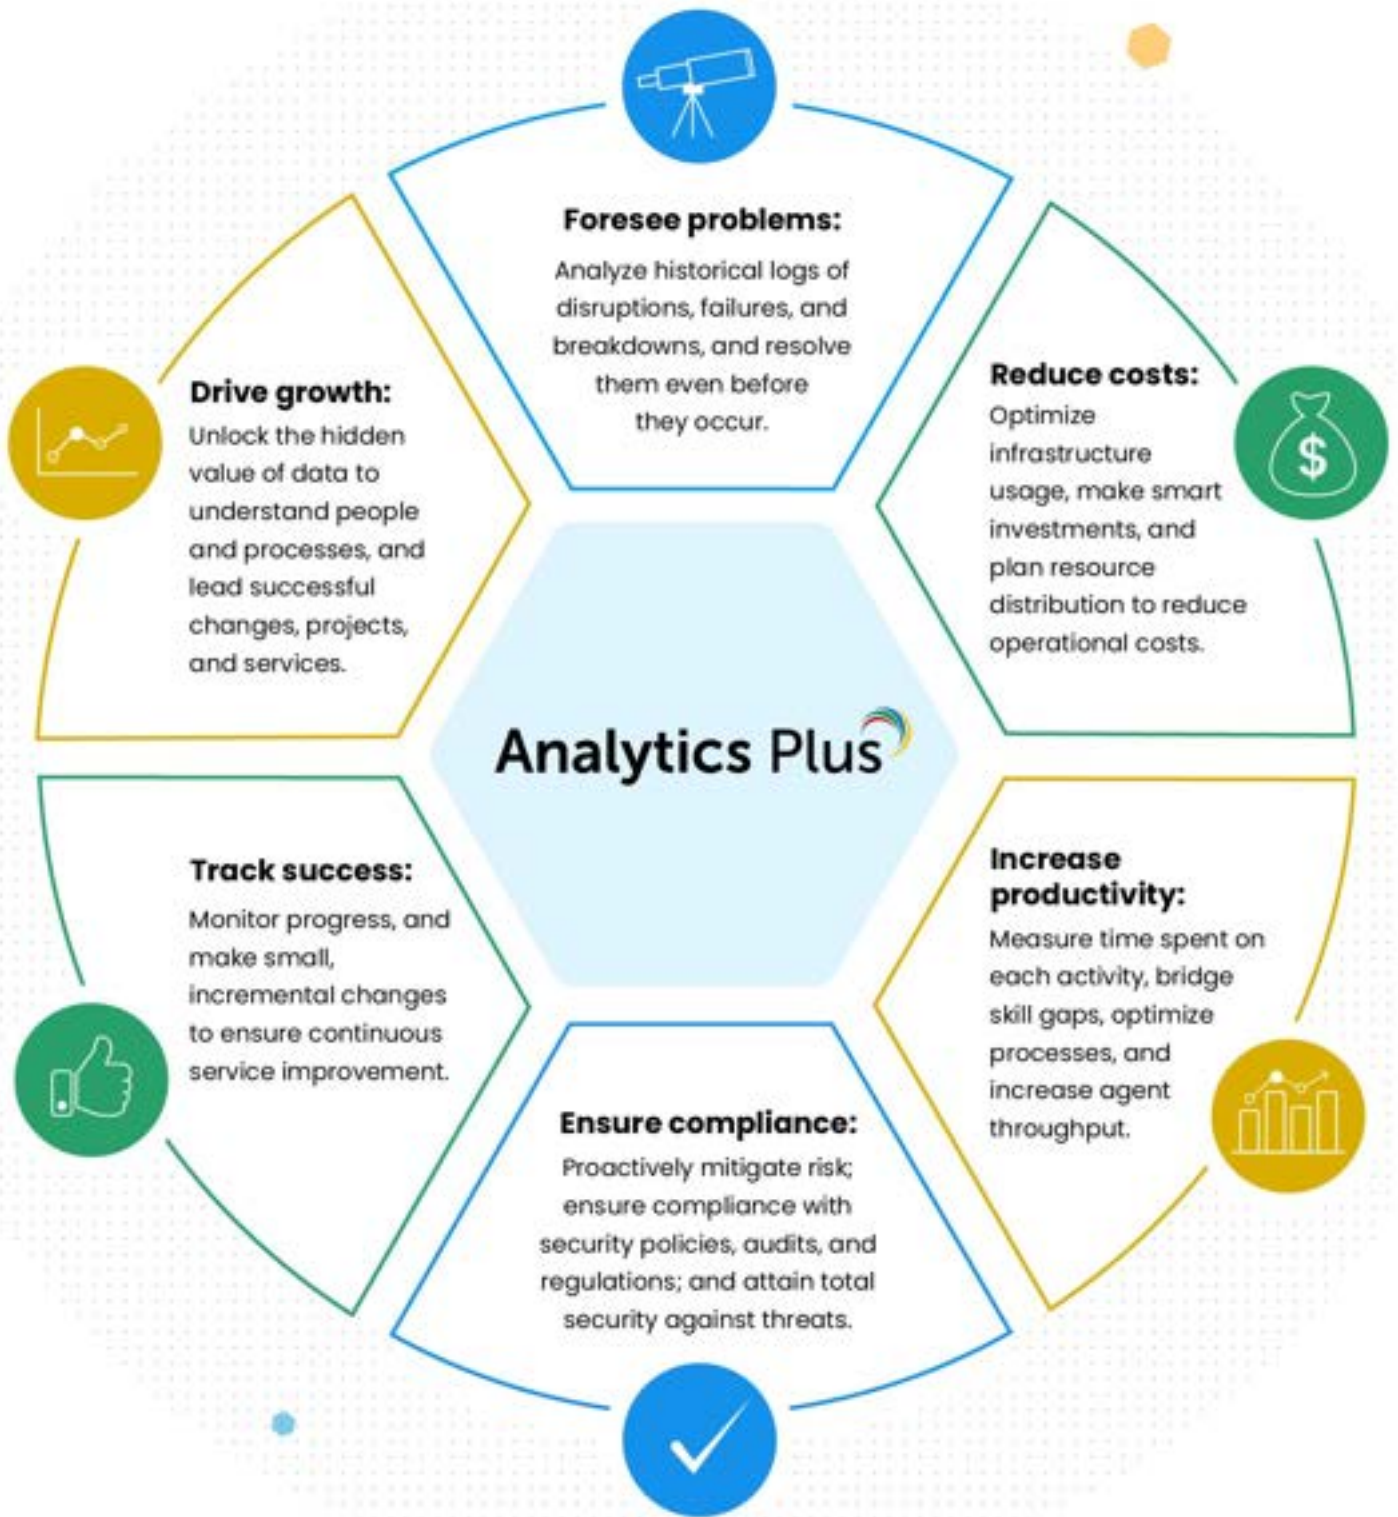 Foresee problems:
Analyze historical logs of
disruptions, failures, and
breakdowns, and resolve
them even before
they occur.
Reduce costs:
Optimize
infrastructure
usage, make smart
investments, and
plan resource
distribution to reduce
operational costs.
$
Drive growth:
Unlock the hidden
value of data to
understand people
and processes, and
lead successful
changes, projects,
and services.
Analytics Plus
Track success:
Monitor progress, and
make small,
incremental changes
to ensure continuous
service improvement.
Increase
productivity:
Measure time spent on
each activity, bridge
skill gaps, optimize
processes, and
increase agent
throughput.
Ensure compliance:
Proactively mitigate risk;
ensure compliance with
security policies, audits, and
regulations; and attain total
security against threats.